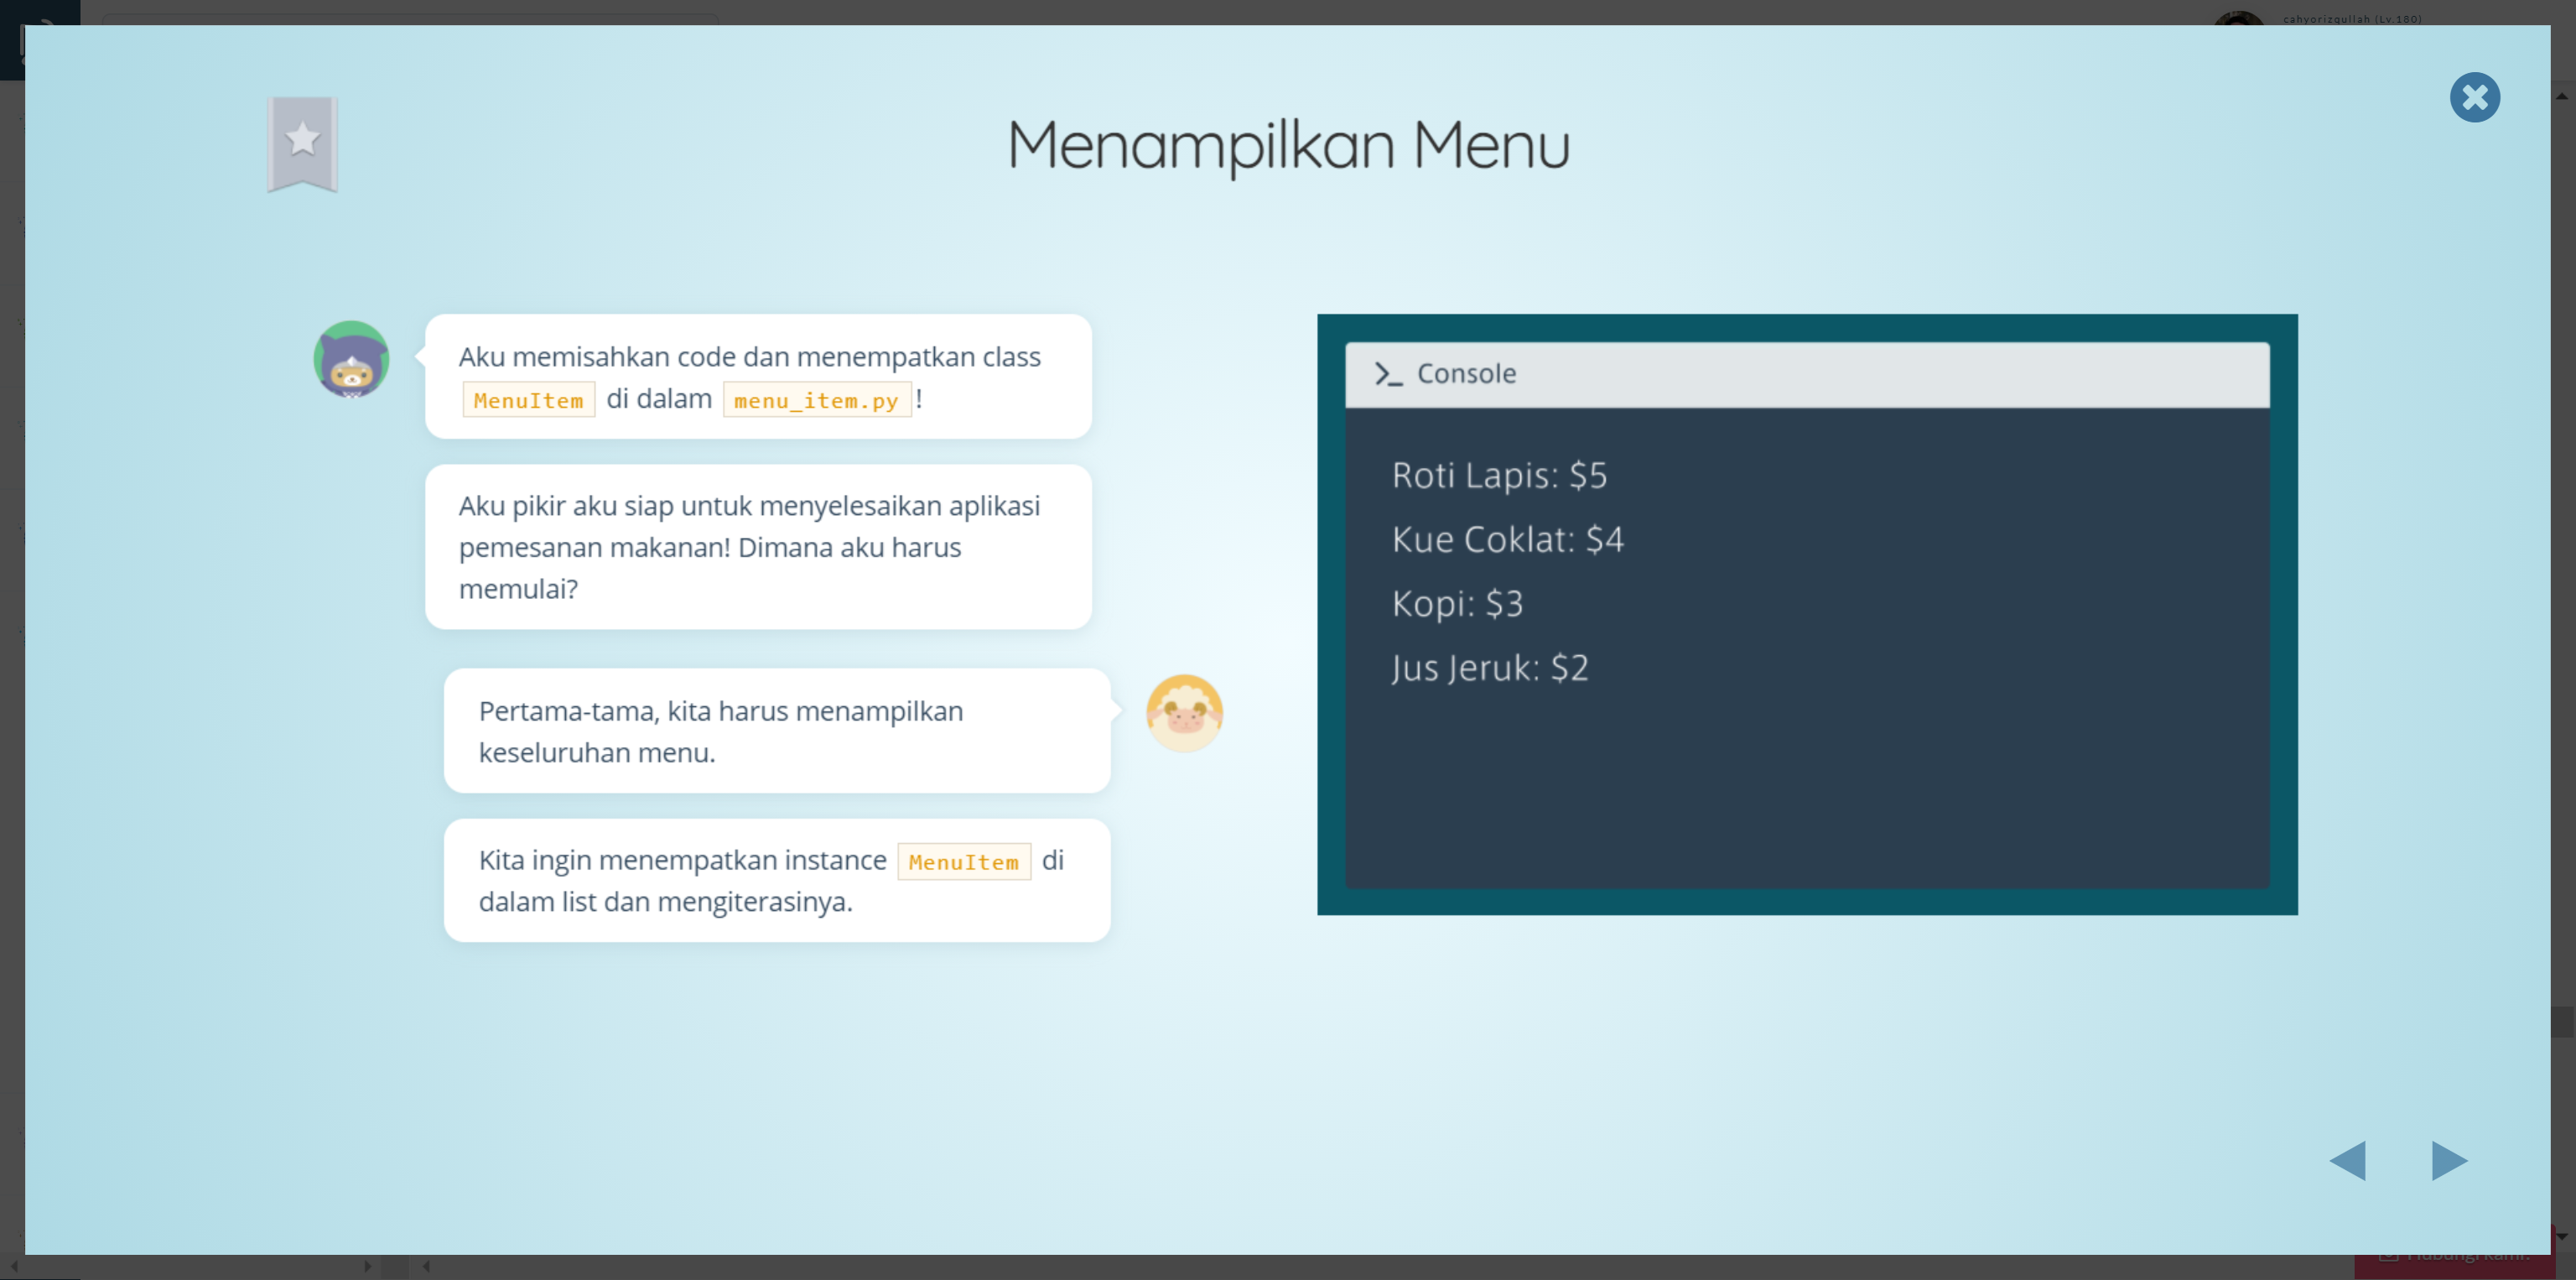 cahyorizqullah (Lv.180)
Menampilkan Menu
Aku memisahkan code dan menempatkan class
MenuItem di dalam menu_item.py !
Aku pikir aku siap untuk menyelesaikan aplikasi
pemesanan makanan! Dimana aku harus
memulai?
Pertama-tama, kita harus menampilkan
keseluruhan menu.
Kita ingin menempatkan instance MenuItem di
dalam list dan mengiterasinya.
>_ Console
Roti Lapis: $5
Kue Coklat: $4
Kopi: $3
Jus Jeruk: $2
Hubungi kami!